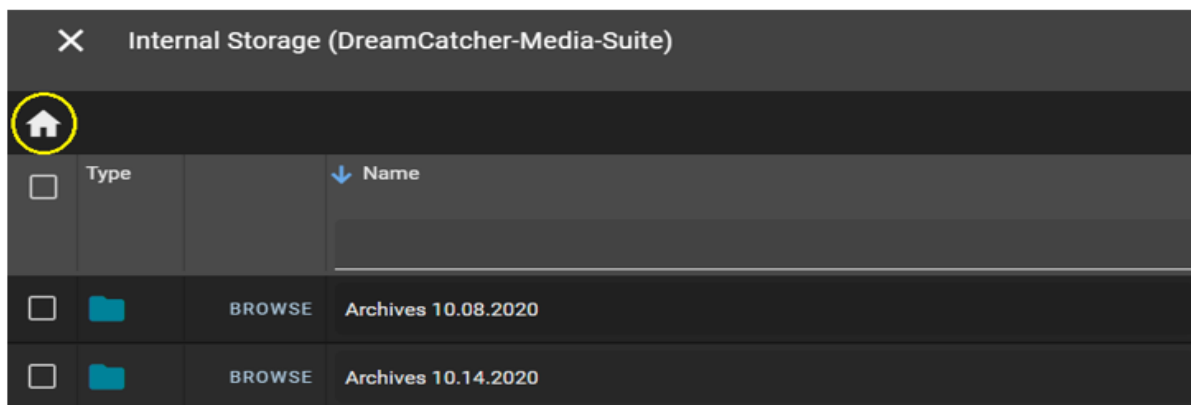 Internal Storage (DreamCatcher-Media-Suite)
Type Name
BROWSE Archives 10.08.2020
BROWSE Archives 10.14.2020